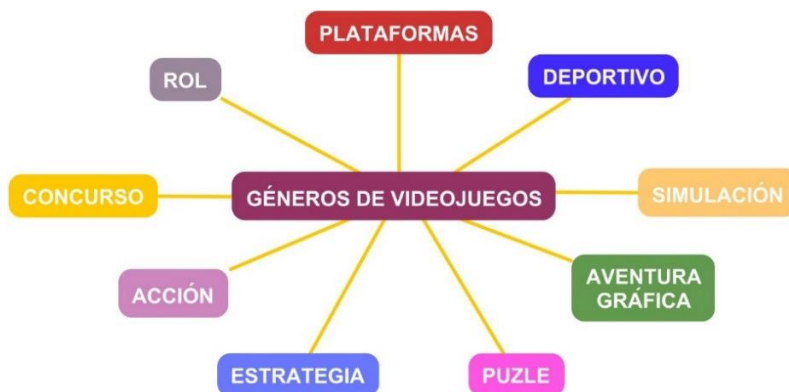 PLATAFORMAS
ROL
DEPORTIVO
CONCURSO
GÉNEROS DE VIDEOJUEGOS
SIMULACIÓN
ACCIÓN
AVENTURA
GRÁFICA
ESTRATEGIA
PUZLE